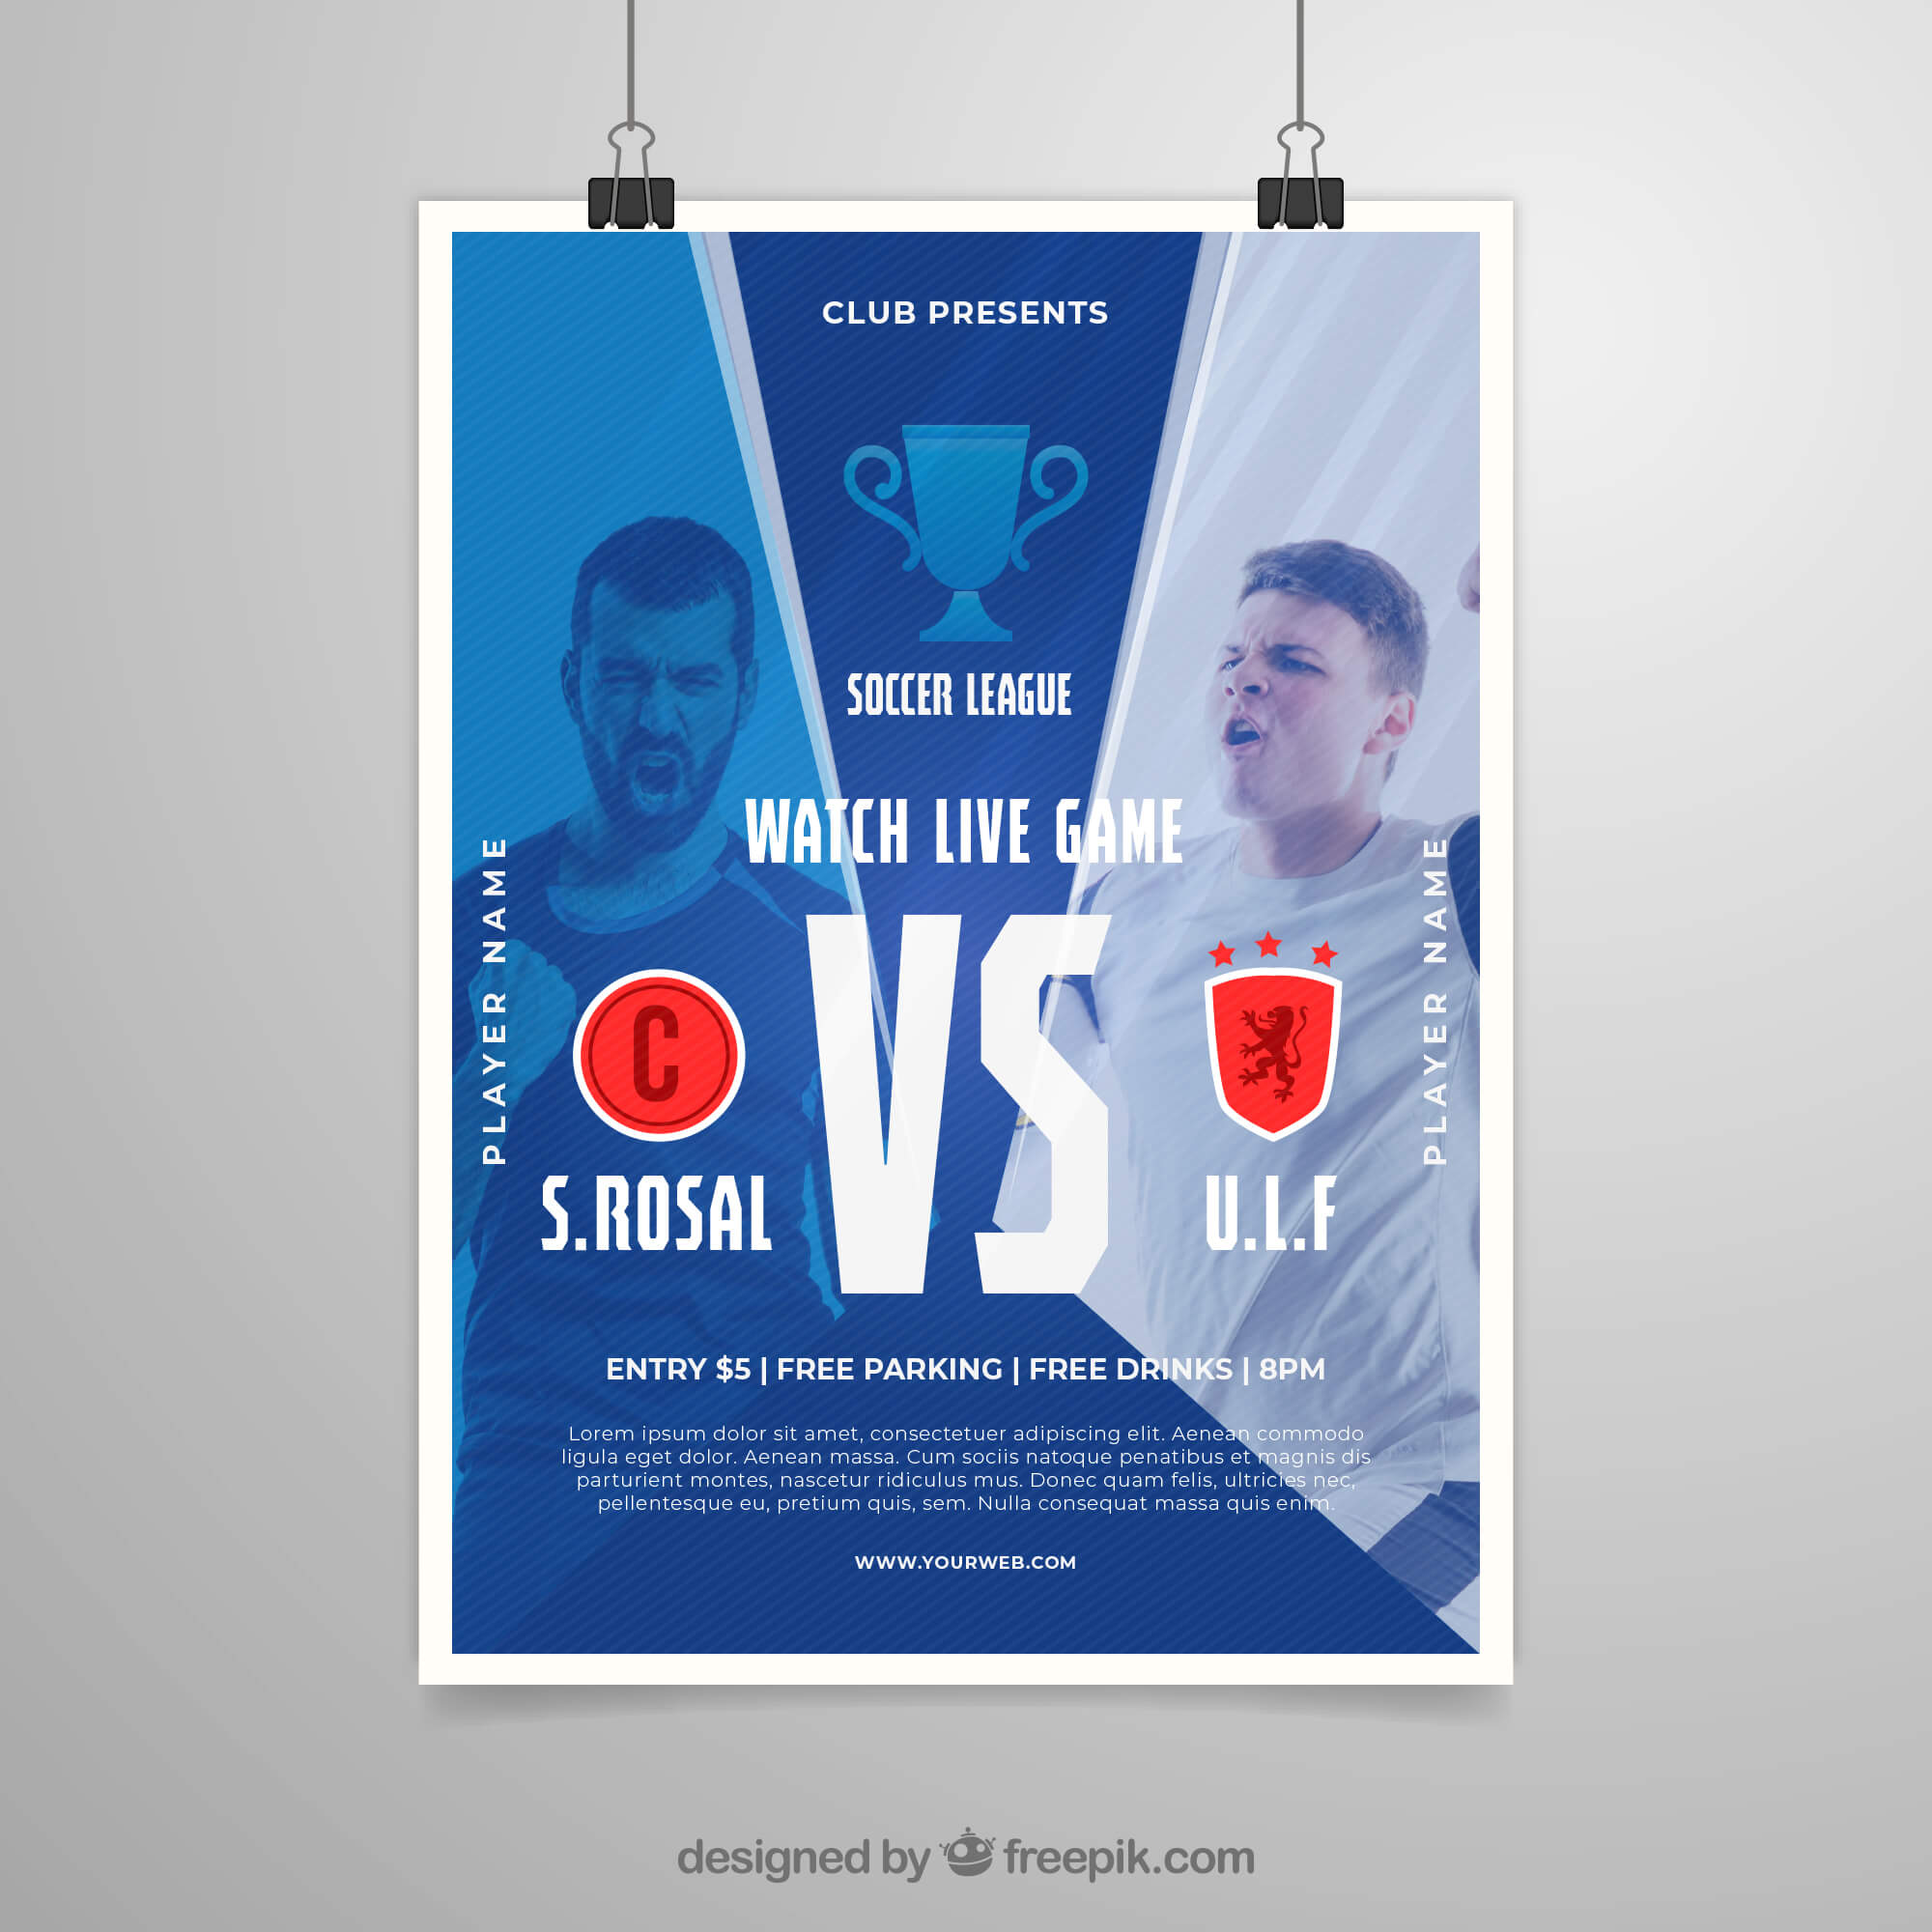 CLUB PRESENTS
SOCCER LEAGUE
WATCH LIVE GAME
PLAYER NAME
VS
PLAYER NAME
C
S.ROSAL
U.L.F
ENTRY $5 | FREE PARKING | FREE DRINKS | 8PM
Lorem ipsum dolor sit amet, consectetuer adipiscing elit. Aenean commodo
ligula eget dolor. Aenean massa. Cum sociis natoque penatibus et magnis dis
parturient montes, nascetur ridiculus mus. Donec quam felis, ultricies nec,
pellentesque eu, pretium quis, sem. Nulla consequat massa quis enim.
WWW.YOURWEB.COM
designed by freepik.com